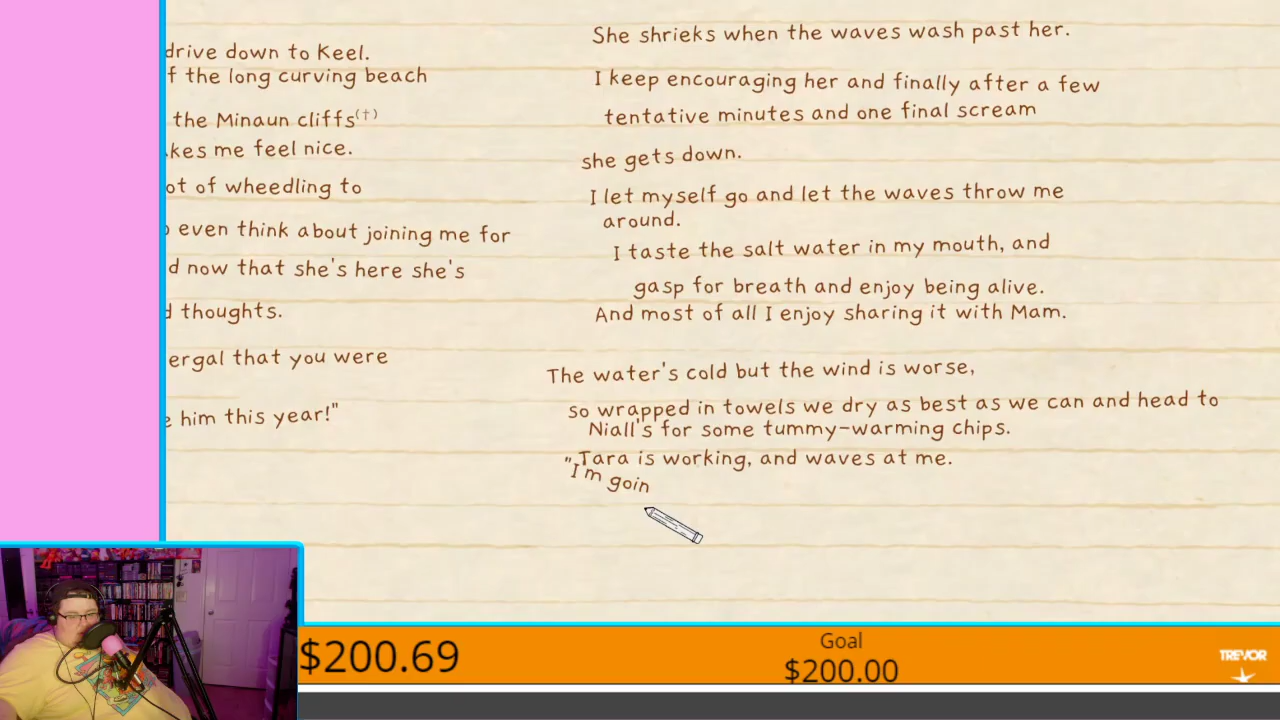 drive down to Keel.
f the long curving beach
the Minaun cliffs(†)
kes me feel nice.
ot of wheedling to
even think about joining me for
d now that she's here she's
thoughts.
ergal that you were
him this year!"
She shrieks when the waves wash past her.
I keep encouraging her and finally after a few
tentative minutes and one final scream
she gets down.
I let myself go and let the waves throw me
around.
I taste the salt water in my mouth, and
gasp for breath and enjoy being alive.
And most of all I enjoy sharing it with Mam.
The water's cold but the wind is worse,
so wrapped in towels we dry as best as we can and head to
Niall's for some tummy-warming chips.
Tara is working, and waves at me.
"I'm goin
$200.69
Goal
$200.00
TREVOR